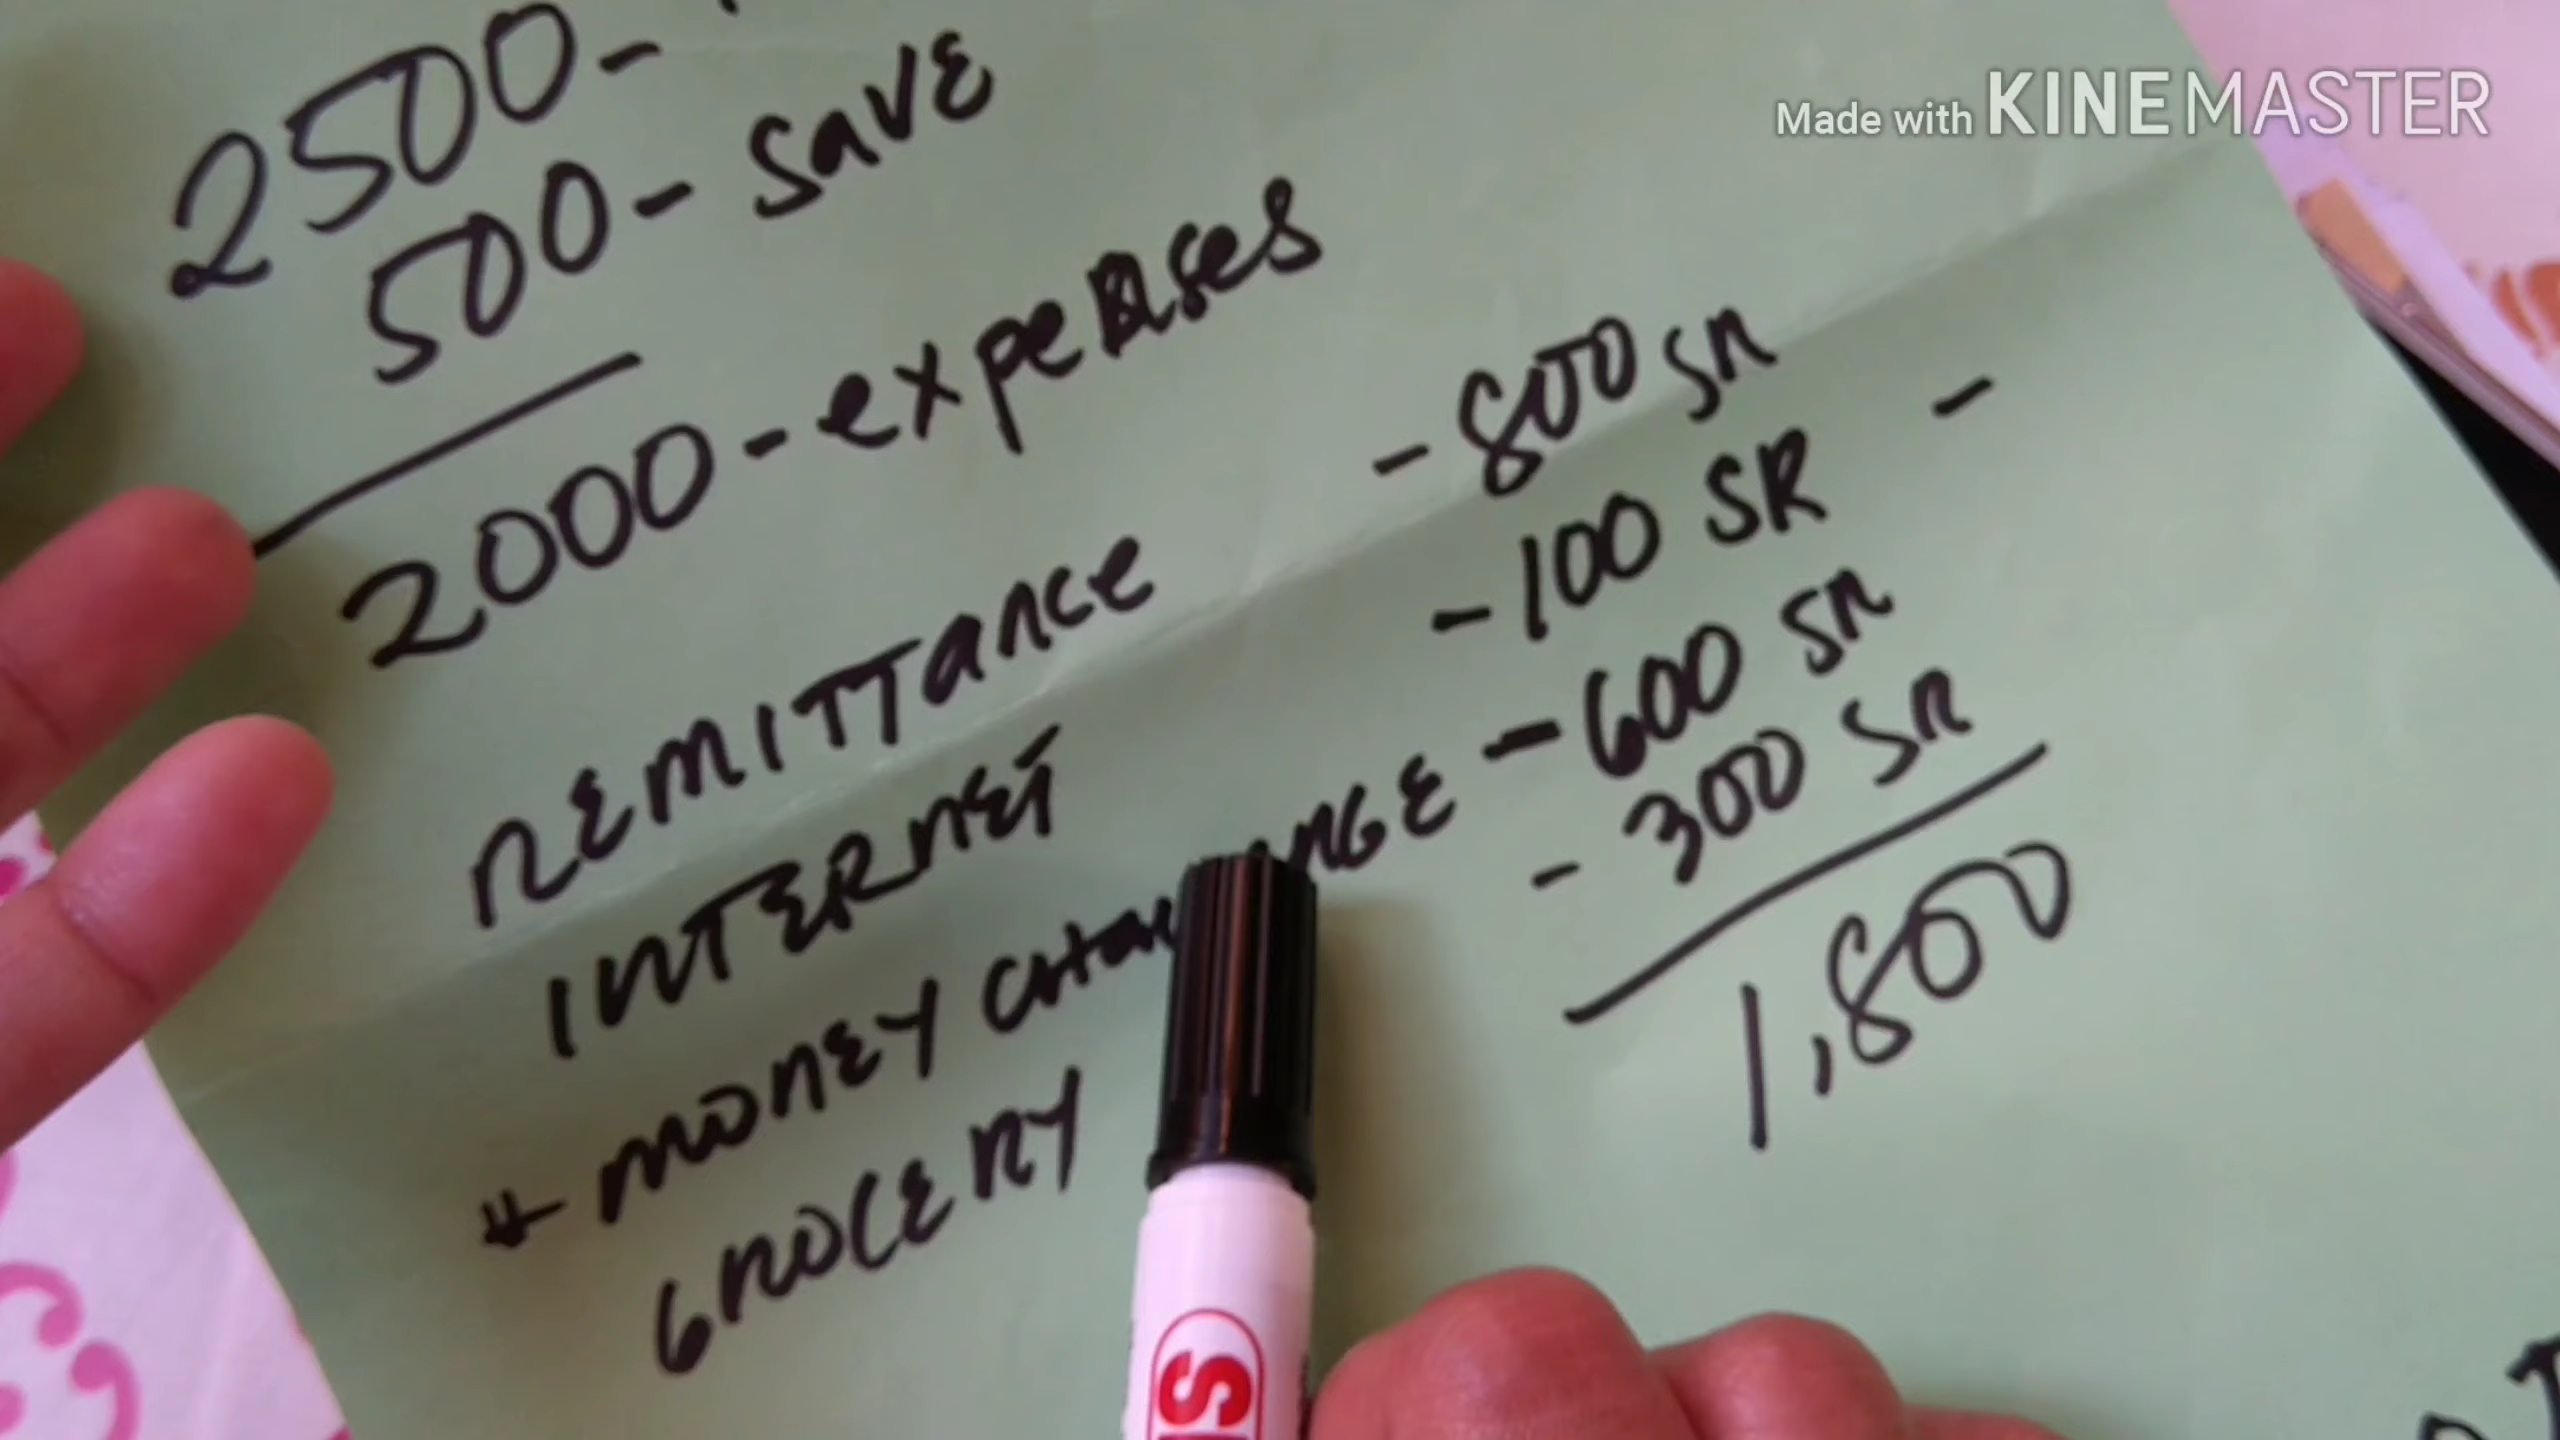 Made with KINEMASTER
2500-
500- save
2000-expenses
REMITTANCE - 800 SR
INTERNET - 100 SR -
MONEY CHANGE - 600 SR
GROCERY - 300 SR
1,800